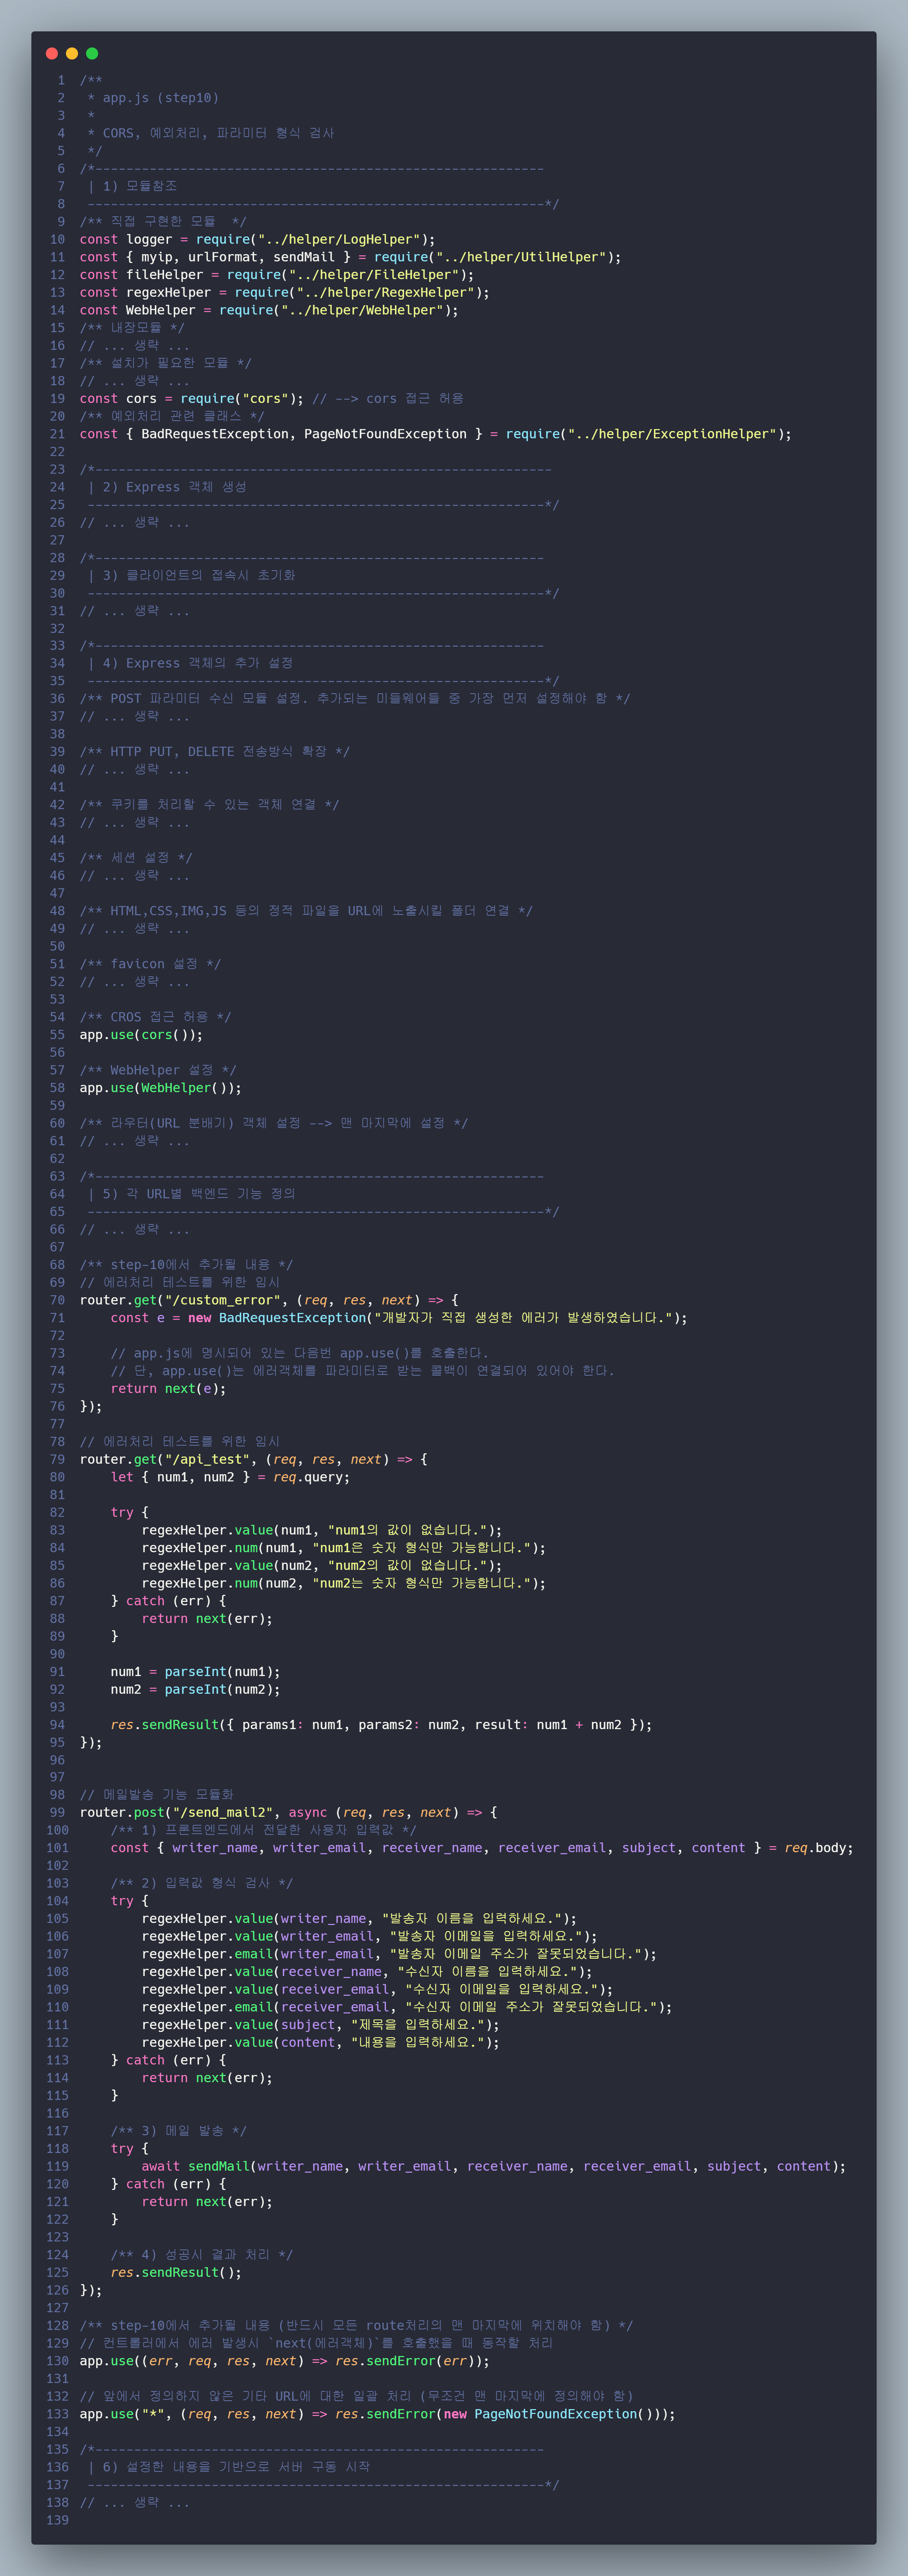 1 /**
2  * app.js (step10)
3  *
4  * CORS, 예외처리, 파라미터 형식 검사
5  */
6 /*----------------------------------------------------------
7  | 1) 모듈참조
8  -----------------------------------------------------------*/
9 /** 직접 구현한 모듈  */
10 const logger = require("../helper/LogHelper");
11 const { myip, urlFormat, sendMail } = require("../helper/UtilHelper");
12 const fileHelper = require("../helper/FileHelper");
13 const regexHelper = require("../helper/RegexHelper");
14 const WebHelper = require("../helper/WebHelper");
15 /** 내장모듈 */
16 // ... 생략 ...
17 /** 설치가 필요한 모듈 */
18 // ... 생략 ...
19 const cors = require("cors"); // --> cors 접근 허용
20 /** 예외처리 관련 클래스 */
21 const { BadRequestException, PageNotFoundException } = require("../helper/ExceptionHelper");
22
23 /*-----------------------------------------------------------
24  | 2) Express 객체 생성
25  -----------------------------------------------------------*/
26 // ... 생략 ...
27
28 /*----------------------------------------------------------
29  | 3) 클라이언트의 접속시 초기화
30  -----------------------------------------------------------*/
31 // ... 생략 ...
32
33 /*----------------------------------------------------------
34  | 4) Express 객체의 추가 설정
35  -----------------------------------------------------------*/
36 /** POST 파라미터 수신 모듈 설정. 추가되는 미들웨어들 중 가장 먼저 설정해야 함 */
37 // ... 생략 ...
38
39 /** HTTP PUT, DELETE 전송방식 확장 */
40 // ... 생략 ...
41
42 /** 쿠키를 처리할 수 있는 객체 연결 */
43 // ... 생략 ...
44
45 /** 세션 설정 */
46 // ... 생략 ...
47
48 /** HTML,CSS,IMG,JS 등의 정적 파일을 URL에 노출시킬 폴더 연결 */
49 // ... 생략 ...
50
51 /** favicon 설정 */
52 // ... 생략 ...
53
54 /** CROS 접근 허용 */
55 app.use(cors());
56
57 /** WebHelper 설정 */
58 app.use(WebHelper());
59
60 /** 라우터(URL 분배기) 객체 설정 --> 맨 마지막에 설정 */
61 // ... 생략 ...
62
63 /*----------------------------------------------------------
64  | 5) 각 URL별 백엔드 기능 정의
65  -----------------------------------------------------------*/
66 // ... 생략 ...
67
68 /** step-10에서 추가될 내용 */
69 // 에러처리 테스트를 위한 임시
70 router.get("/custom_error", (req, res, next) => {
71     const e = new BadRequestException("개발자가 직접 생성한 에러가 발생하였습니다.");
72
73     // app.js에 명시되어 있는 다음번 app.use()를 호출한다.
74     // 단, app.use()는 에러객체를 파라미터로 받는 콜백이 연결되어 있어야 한다.
75     return next(e);
76 });
77
78 // 에러처리 테스트를 위한 임시
79 router.get("/api_test", (req, res, next) => {
80     let { num1, num2 } = req.query;
81
82     try {
83         regexHelper.value(num1, "num1의 값이 없습니다.");
84         regexHelper.num(num1, "num1은 숫자 형식만 가능합니다.");
85         regexHelper.value(num2, "num2의 값이 없습니다.");
86         regexHelper.num(num2, "num2는 숫자 형식만 가능합니다.");
87     } catch (err) {
88         return next(err);
89     }
90
91     num1 = parseInt(num1);
92     num2 = parseInt(num2);
93
94     res.sendResult({ params1: num1, params2: num2, result: num1 + num2 });
95 });
96
97
98 // 메일발송 기능 모듈화
99 router.post("/send_mail2", async (req, res, next) => {
100     /** 1) 프론트엔드에서 전달한 사용자 입력값 */
101     const { writer_name, writer_email, receiver_name, receiver_email, subject, content } = req.body;
102
103     /** 2) 입력값 형식 검사 */
104     try {
105         regexHelper.value(writer_name, "발송자 이름을 입력하세요.");
106         regexHelper.value(writer_email, "발송자 이메일을 입력하세요.")
107         regexHelper.email(writer_email, "발송자 이메일 주소가 잘못되었습니다.");
108         regexHelper.value(receiver_name, "수신자 이름을 입력하세요.");
109         regexHelper.value(receiver_email, "수신자 이메일을 입력하세요.");
110         regexHelper.email(receiver_email, "수신자 이메일 주소가 잘못되었습니다.");
111         regexHelper.value(subject, "제목을 입력하세요.");
112         regexHelper.value(content, "내용을 입력하세요.");
113     } catch (err) {
114         return next(err);
115     }
116
117     /** 3) 메일 발송 */
118     try {
119         await sendMail(writer_name, writer_email, receiver_name, receiver_email, subject, content);
120     } catch (err) {
121         return next(err);
122     }
123
124     /** 4) 성공시 결과 처리 */
125     res.sendResult();
126 });
127
128 /** step-10에서 추가될 내용 (반드시 모든 route처리의 맨 마지막에 위치해야 함) */
129 // 컨트롤러에서 에러 발생시 `next(에러객체)`를 호출했을 때 동작할 처리
130 app.use((err, req, res, next) => res.sendError(err));
131
132 // 앞에서 정의하지 않은 기타 URL에 대한 일괄 처리 (무조건 맨 마지막에 정의해야 함)
133 app.use("*", (req, res, next) => res.sendError(new PageNotFoundException()));
134
135 /*----------------------------------------------------------
136  | 6) 설정한 내용을 기반으로 서버 구동 시작
137  -----------------------------------------------------------*/
138 // ... 생략 ...
139